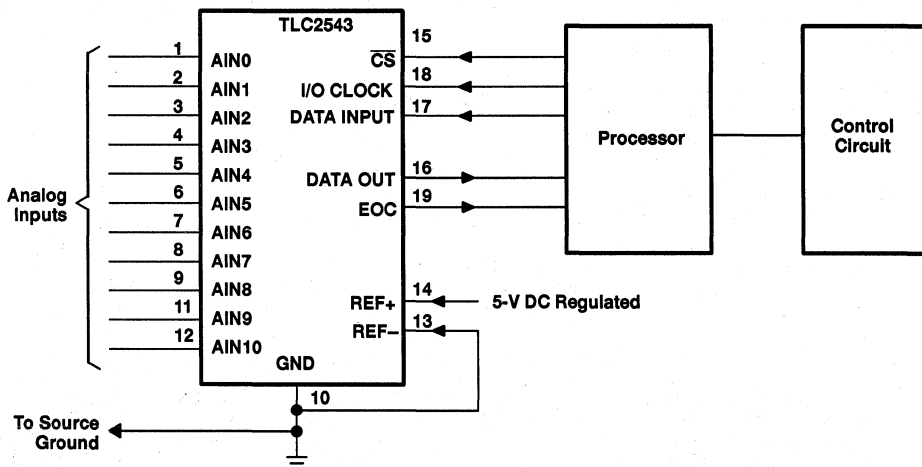 TLC2543
1 AIN0
2 AIN1
3 AIN2
4 AIN3
5 AIN4
6 AIN5
7 AIN6
8 AIN7
9 AIN8
11 AIN9
12 AIN10
Analog
Inputs
C̅S̅ 15
I/O CLOCK 18
DATA INPUT 17
DATA OUT 16
EOC 19
REF+ 14 5-V DC Regulated
REF– 13
GND
10
To Source
Ground
Processor
Control
Circuit